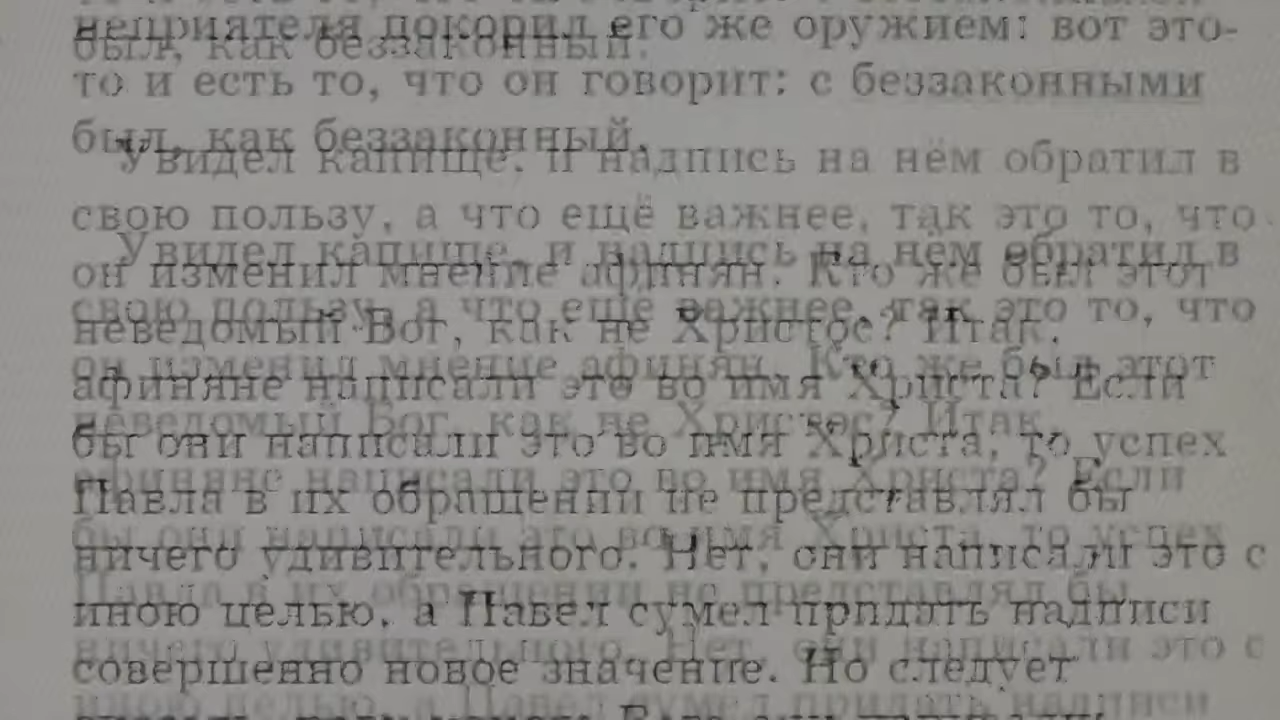 неприятеля покорил его же оружием: вот это-
то и есть то, что он говорит: с беззаконными
был, как беззаконный.
Увидел капище, и надпись на нём обратил в
свою пользу, а что ещё важнее, так это то, что
он изменил мнение афинян. Кто же был этот
неведомый Бог, как не Христос? Итак,
афиняне написали это во имя Христа? Если
бы они написали это во имя Христа, то успех
Павла в их обращении не представлял бы
ничего удивительного. Нет, они написали это с
иною целью, а Павел сумел придать надписи
совершенно новое значение. Но следует